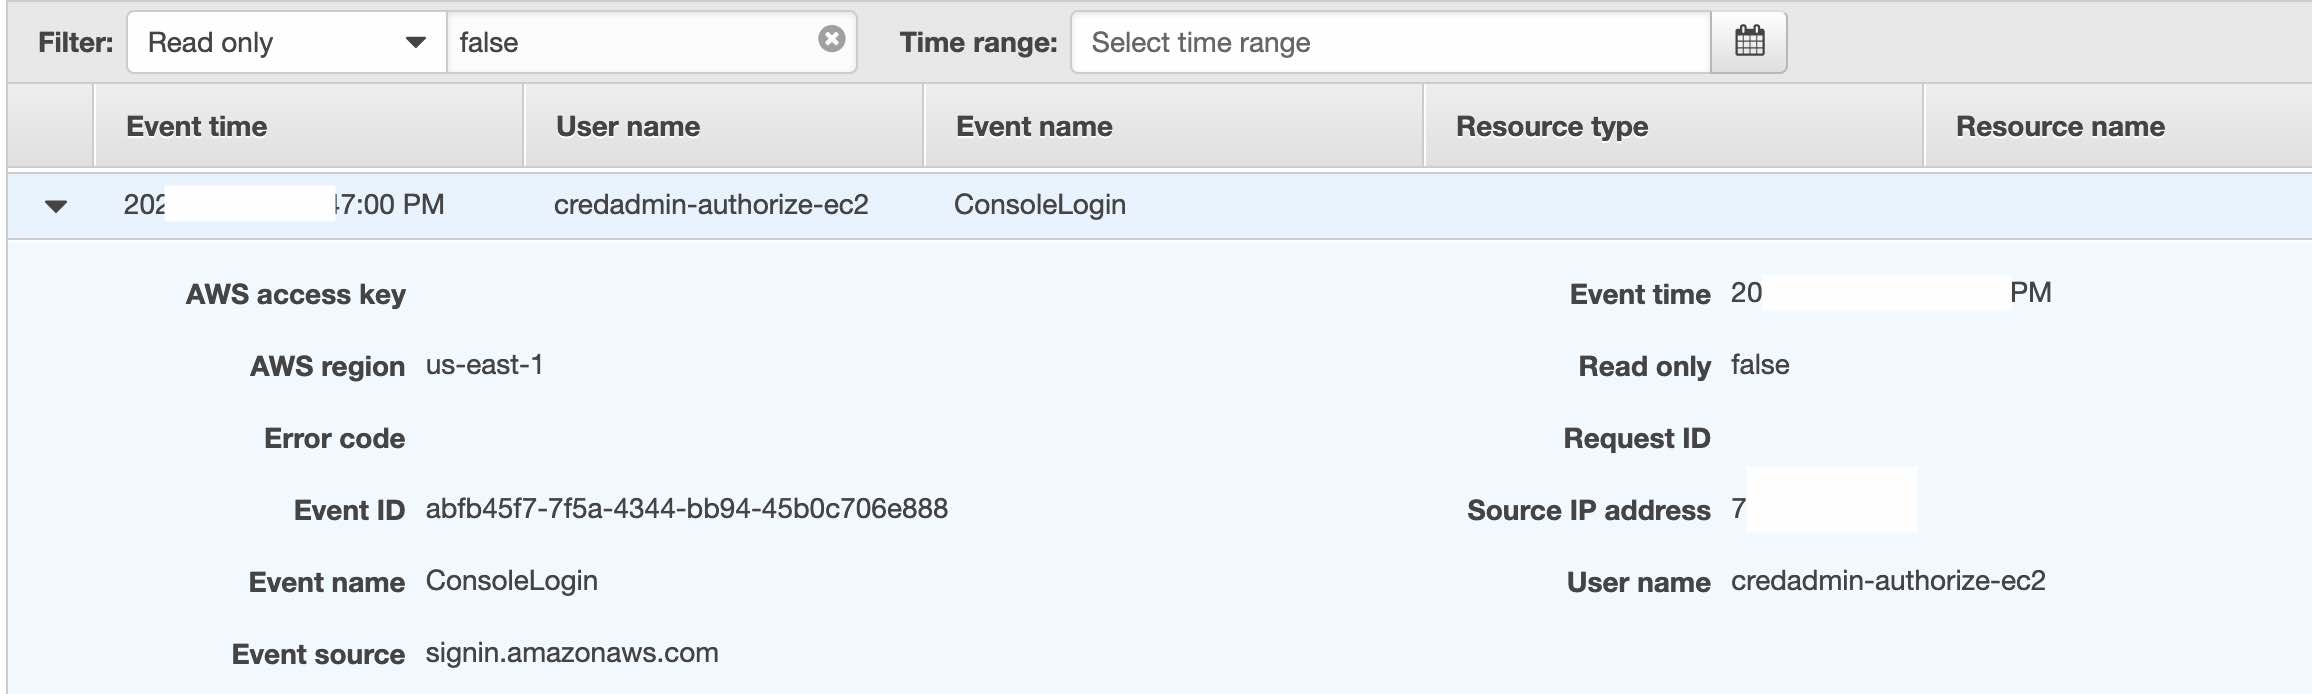 Filter: Read only false Time range: Select time range
Event time User name Event name Resource type Resource name
202 7:00 PM credadmin-authorize-ec2 ConsoleLogin
AWS access key Event time 20 PM
AWS region us-east-1 Read only false
Error code Request ID
Event ID abfb45f7-7f5a-4344-bb94-45b0c706e888 Source IP address 7
Event name ConsoleLogin User name credadmin-authorize-ec2
Event source signin.amazonaws.com